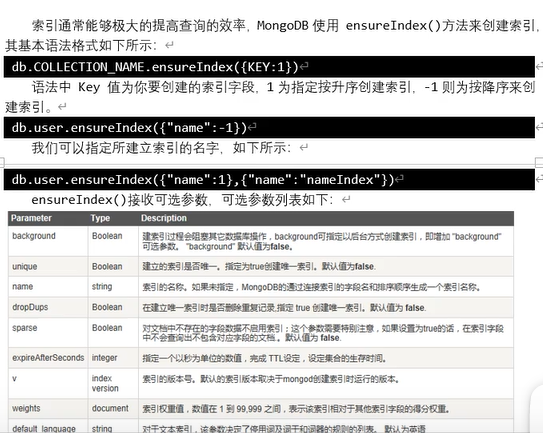 索引通常能够极大的提高查询的效率，MongoDB 使用 ensureIndex()方法来创建索引，
其基本语法格式如下所示：
db.COLLECTION_NAME.ensureIndex({KEY:1})
语法中 Key 值为你要创建的索引字段，1 为指定按升序创建索引，-1 则为按降序来创
建索引。
db.user.ensureIndex({"name":-1})
我们可以指定所建立索引的名字，如下所示：
db.user.ensureIndex({"name":1},{"name":"nameIndex"})
ensureIndex()接收可选参数，可选参数列表如下：
Parameter Type Description
background Boolean 建索引过程会阻塞其它数据库操作，background可指定以后台方式创建索引，即增加 "background"
可选参数。 "background" 默认值为false。
unique Boolean 建立的索引是否唯一。指定为true创建唯一索引。默认值为false.
name string 索引的名称。如果未指定，MongoDB的通过连接索引的字段名和排序顺序生成一个索引名称。
dropDups Boolean 在建立唯一索引时是否删除重复记录,指定 true 创建唯一索引。默认值为 false.
sparse Boolean 对文档中不存在的字段数据不启用索引；这个参数需要特别注意，如果设置为true的话，在索引字段
中不会查询出不包含对应字段的文档.。默认值为 false.
expireAfterSeconds integer 指定一个以秒为单位的数值，完成 TTL设定，设定集合的生存时间。
v index 索引的版本号。默认的索引版本取决于mongod创建索引时运行的版本。
version
weights document 索引权重值，数值在 1 到 99,999 之间，表示该索引相对于其他索引字段的得分权重。
default_language string 对于文本索引，该参数决定了停用词及词干和词器的规则的列表。 默认为英语